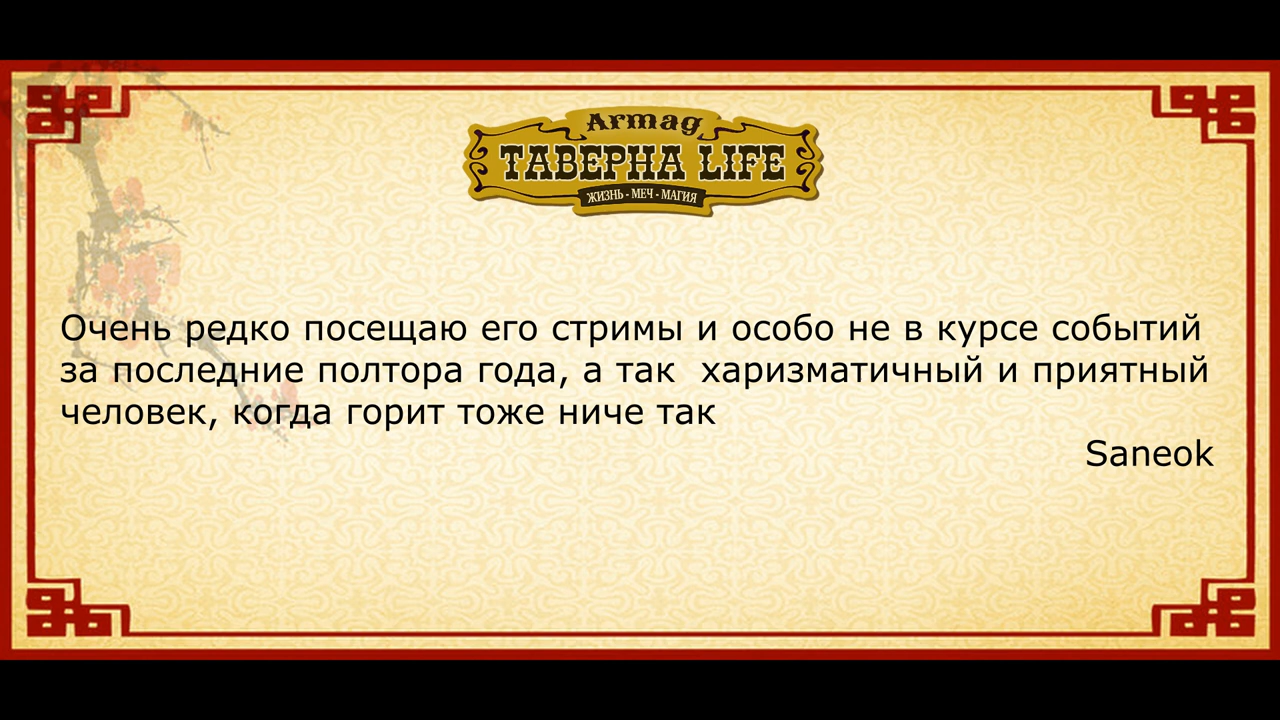 Armag
ТАВЕРНА LIFE
ЖИЗНЬ - МЕЧ - МАГИЯ
Очень редко посещаю его стримы и особо не в курсе событий
за последние полтора года, а так  харизматичный и приятный
человек, когда горит тоже ниче так
Saneok